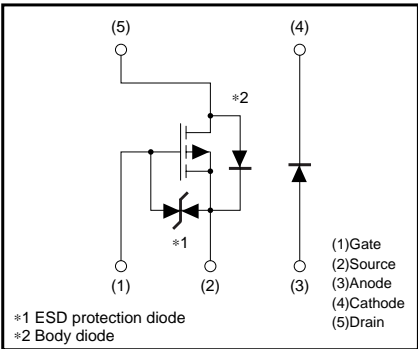 (5) (4)
∗2
∗1
(1) (2) (3)
(1)Gate
(2)Source
(3)Anode
(4)Cathode
(5)Drain
∗1 ESD protection diode
∗2 Body diode